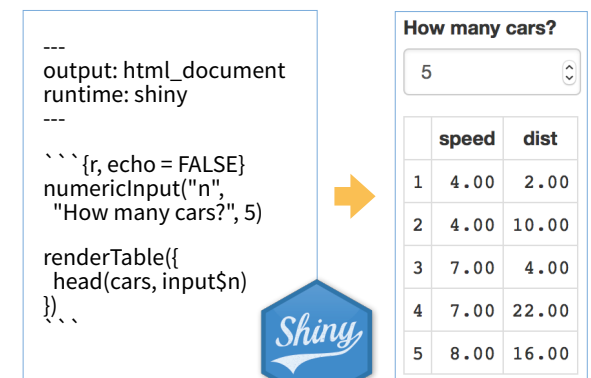 ---
output: html_document
runtime: shiny
---
```{r, echo = FALSE}
numericInput("n",
"How many cars?", 5)
renderTable({
head(cars, input$n)
})
```
Shiny
How many cars?
5
speed dist
1 4.00 2.00
2 4.00 10.00
3 7.00 4.00
4 7.00 22.00
5 8.00 16.00